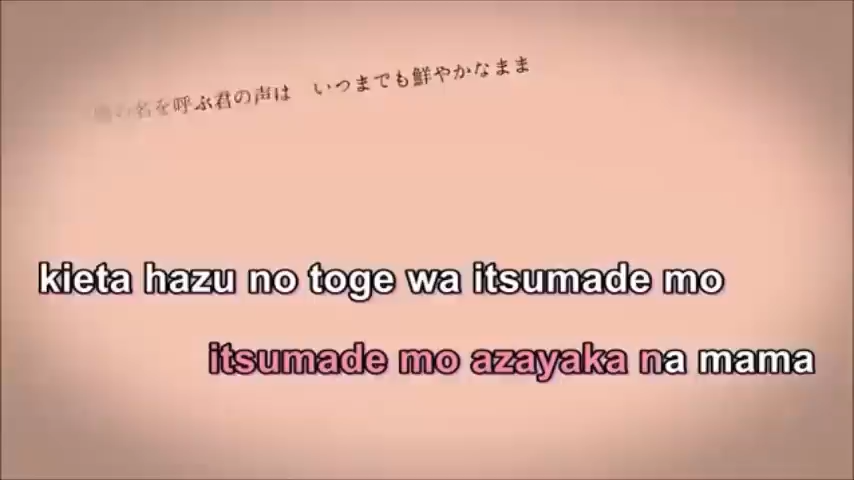 名を呼ぶ君の声は　いつまでも鮮やかなまま
kieta hazu no toge wa itsumade mo
itsumade mo azayaka na mama